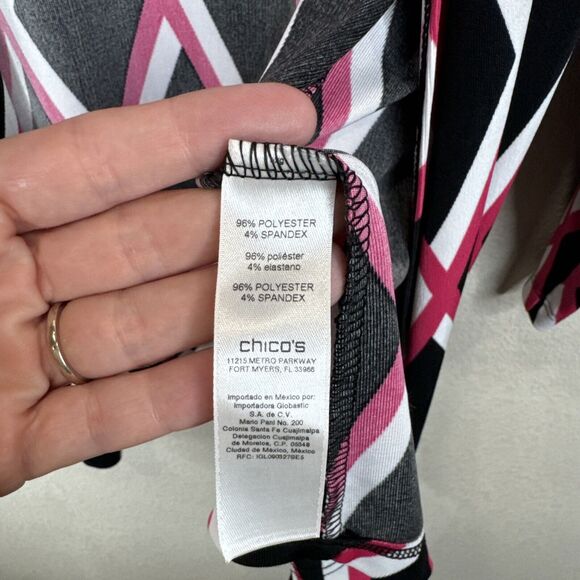 96% POLYESTER
4% SPANDEX
96% poliéster
4% elastano
96% POLYESTER
4% SPANDEX
chico's
11215 METRO PARKWAY
FORT MYERS, FL 33966
Importado en México por:
Importadora Globastic
S.A. de C.V.
Mario Pani No. 200
Colonia Santa Fe Cuajimalpa
Delegacion Cuajimalpa
de Morelos, C.P. 05348
Ciudad de México, México
RFC: IGL090327BE5